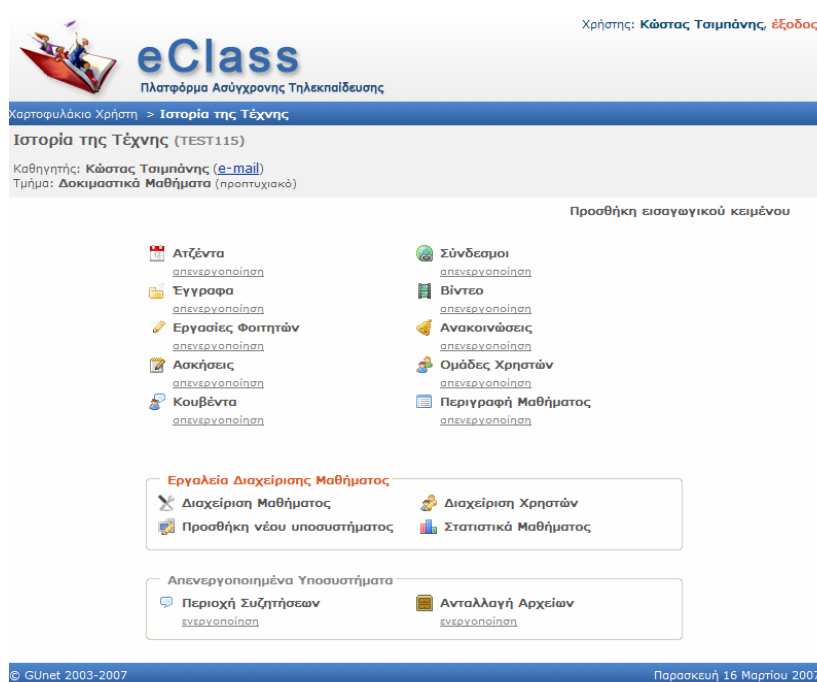 Χρήστης: Κώστας Τσιμπάνης, έξοδος
eClass
Πλατφόρμα Ασύγχρονης Τηλεκπαίδευσης
Χαρτοφυλάκιο Χρήστη > Ιστορία της Τέχνης
Ιστορία της Τέχνης (TEST115)
Καθηγητής: Κώστας Τσιμπάνης (e-mail)
Τμήμα: Δοκιμαστικά Μαθήματα (προπτυχιακό)
Προσθήκη εισαγωγικού κειμένου
Ατζέντα Σύνδεσμοι
απενεργοποίηση απενεργοποίηση
Έγγραφα Βίντεο
απενεργοποίηση απενεργοποίηση
Εργασίες Φοιτητών Ανακοινώσεις
απενεργοποίηση απενεργοποίηση
Ασκήσεις Ομάδες Χρηστών
απενεργοποίηση απενεργοποίηση
Κουβέντα Περιγραφή Μαθήματος
απενεργοποίηση απενεργοποίηση
Εργαλεία Διαχείρισης Μαθήματος
Διαχείριση Μαθήματος Διαχείριση Χρηστών
Προσθήκη νέου υποσυστήματος Στατιστικά Μαθήματος
Απενεργοποιημένα Υποσυστήματα
Περιοχή Συζητήσεων Ανταλλαγή Αρχείων
ενεργοποίηση ενεργοποίηση
© GUnet 2003-2007 Παρασκευή 16 Μαρτίου 2007